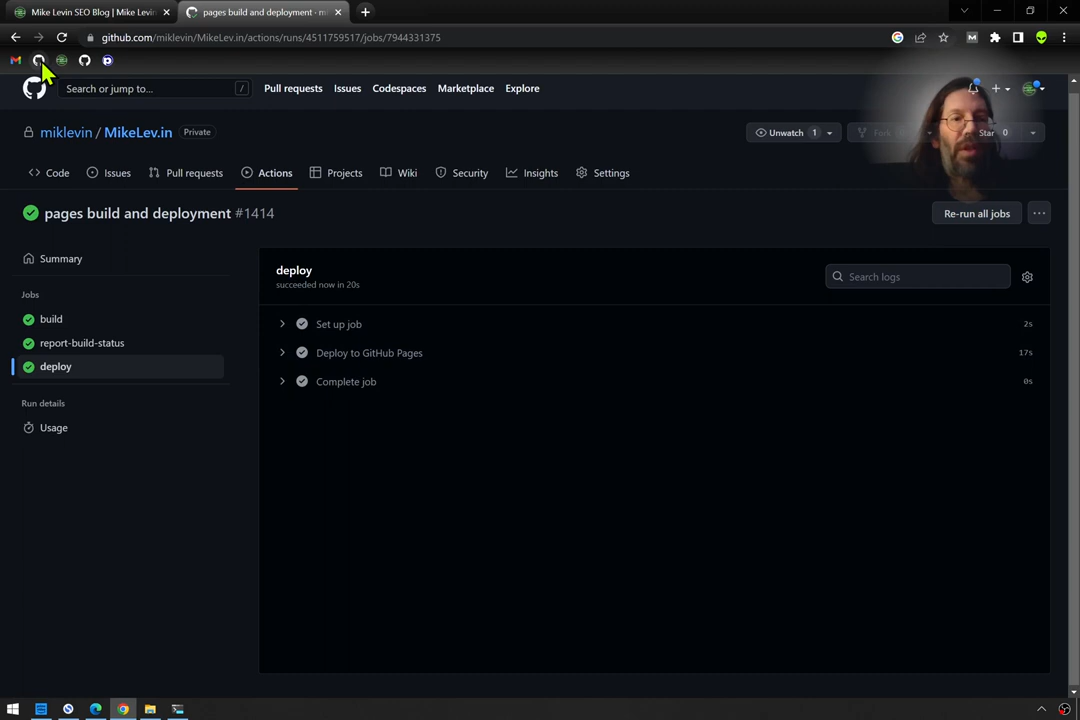 Mike Levin SEO Blog | Mike Levin
pages build and deployment · mi
github.com/miklevin/MikeLev.in/actions/runs/4511759517/jobs/7944331375
Search or jump to...
/
Pull requests
Issues
Codespaces
Marketplace
Explore
miklevin / MikeLev.in
Private
Unwatch
1
Fork
Star
0
Code
Issues
Pull requests
Actions
Projects
Wiki
Security
Insights
Settings
pages build and deployment #1414
Re-run all jobs
Summary
Jobs
build
report-build-status
deploy
Run details
Usage
deploy
succeeded now in 20s
Search logs
Set up job
2s
Deploy to GitHub Pages
17s
Complete job
0s